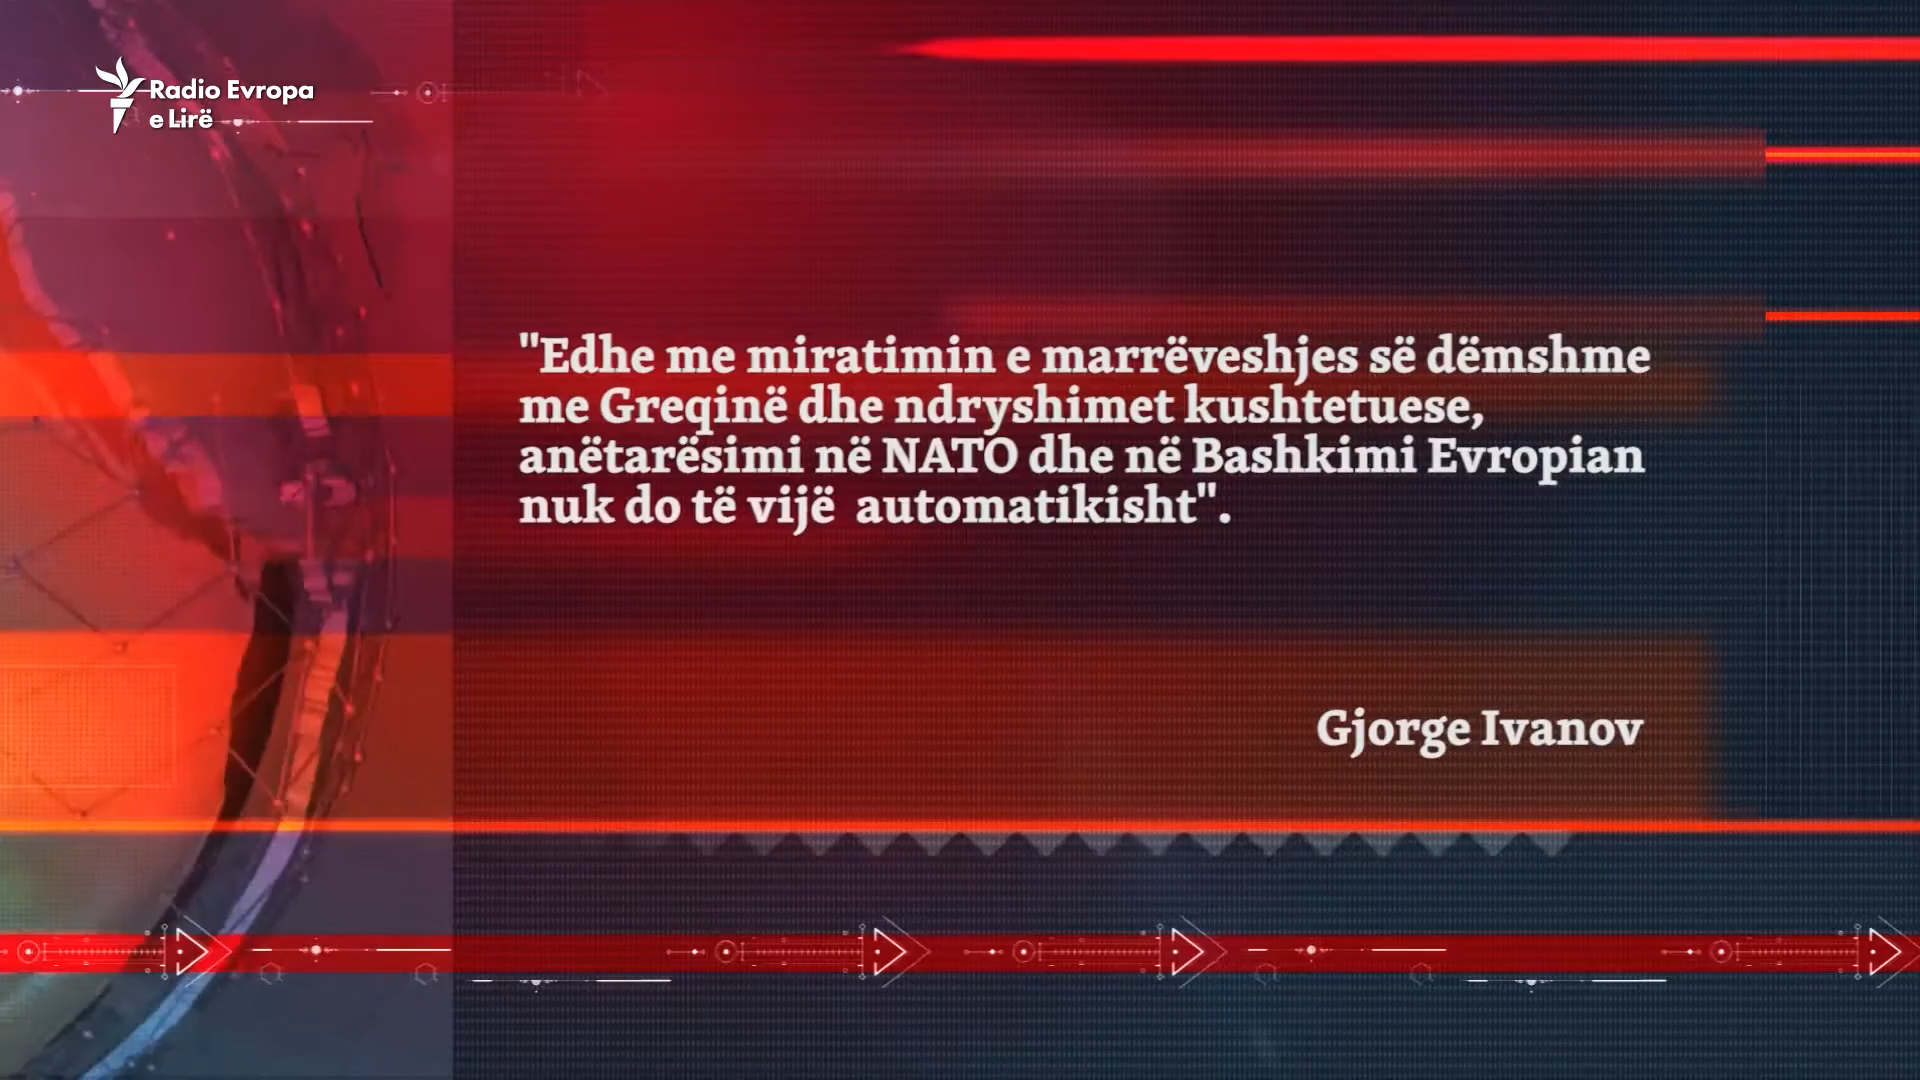 Radio Evropa
e Lirë
"Edhe me miratimin e marrëveshjes së dëmshme
me Greqinë dhe ndryshimet kushtetuese,
anëtarësimi në NATO dhe në Bashkimi Evropian
nuk do të vijë  automatikisht".
Gjorge Ivanov